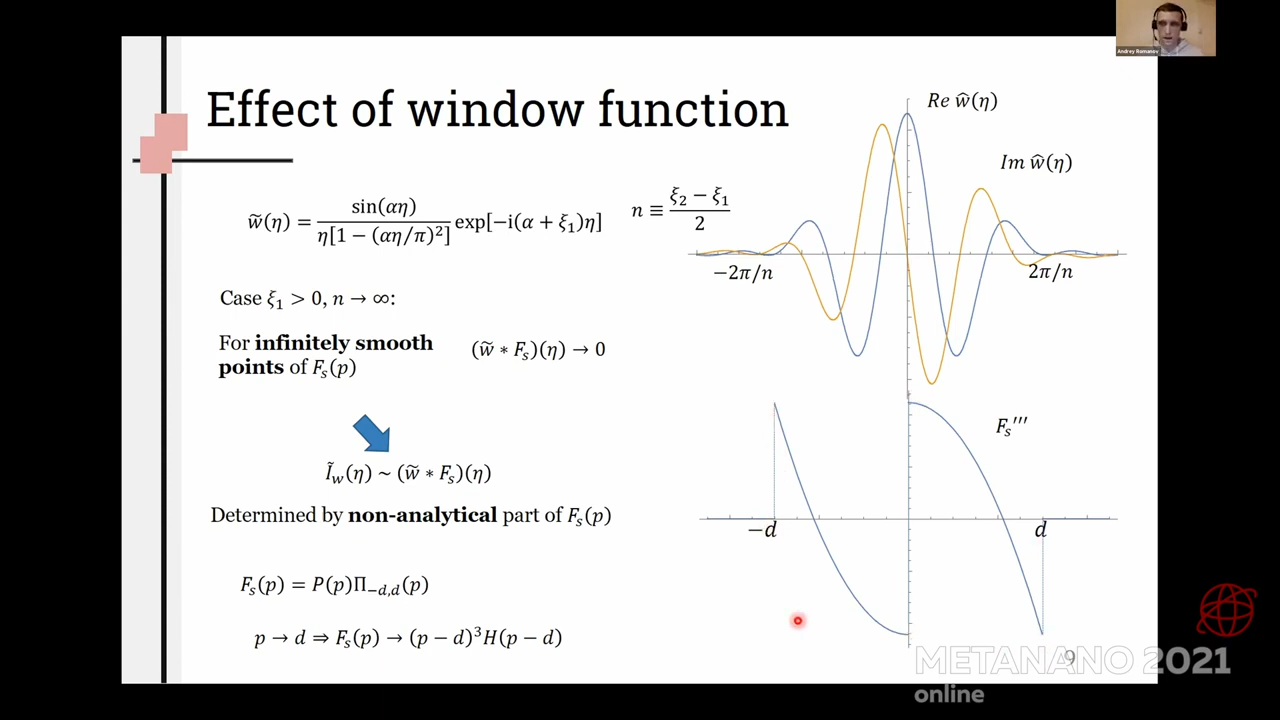 Andrey Romanov
Effect of window function
Re ŵ(η)
Im ŵ(η)
w̃(η) = sin(αη) / η[1 − (αη/π)²] exp[−i(α + ξ₁)η]
n ≡ (ξ₂ − ξ₁) / 2
−2π/n
2π/n
Case ξ₁ > 0, n → ∞:
For infinitely smooth
points of Fₛ(p)
(w̃ ∗ Fₛ)(η) → 0
Fₛ′′′
Ĩ_w(η) ~ (w̃ ∗ Fₛ)(η)
Determined by non-analytical part of Fₛ(p)
−d
d
Fₛ(p) = P(p)Π₋d,d(p)
p → d ⇒ Fₛ(p) → (p − d)³H(p − d)
9
METANANO 2021
online